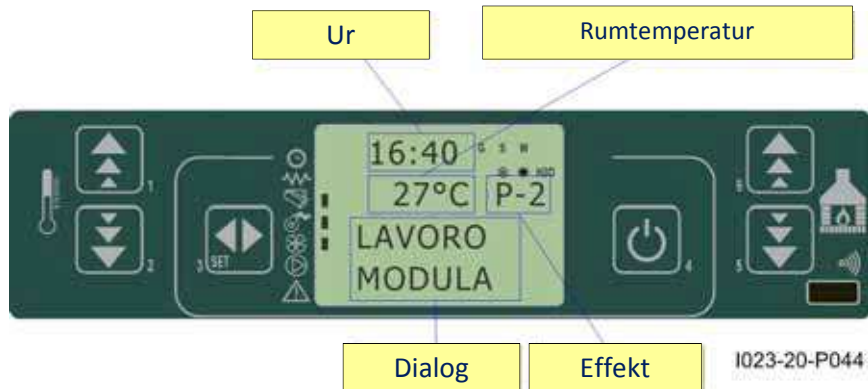 Ur
Rumtemperatur
16:40 G S M
27°C P-2
LAVORO
MODULA
1
2
3 SET
4
5
6
Dialog
Effekt
I023-20-P044